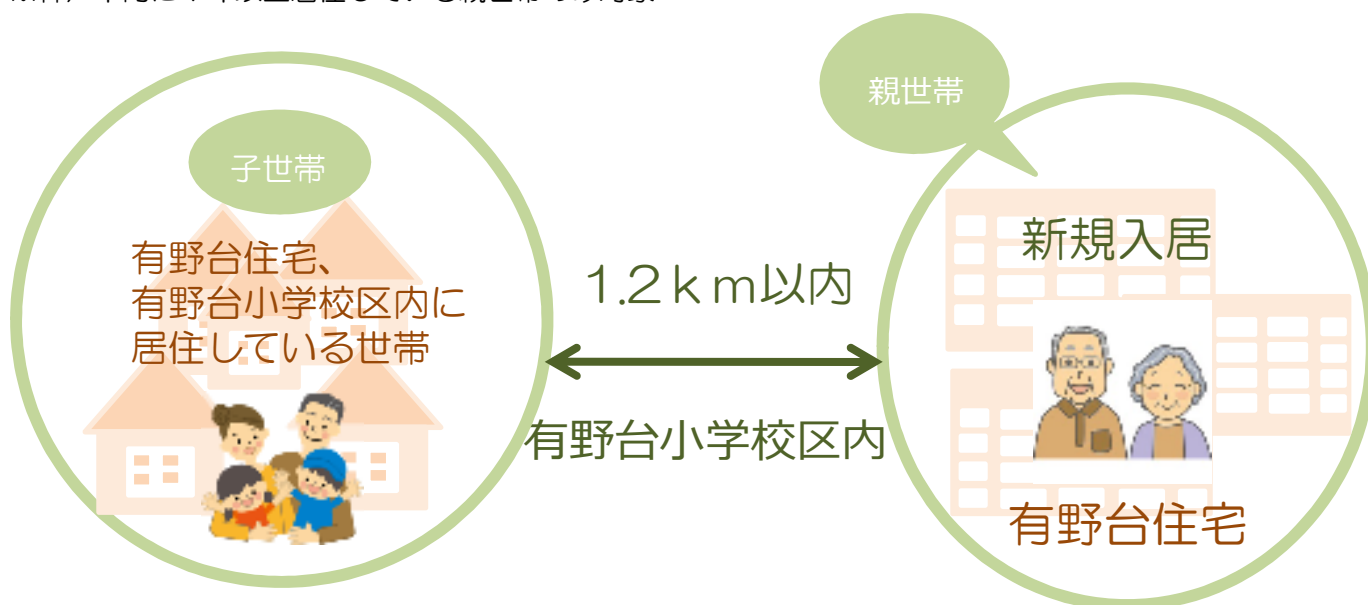 子世帯
有野台住宅、
有野台小学校区内に
居住している世帯
1.2km以内
有野台小学校区内
親世帯
新規入居
有野台住宅